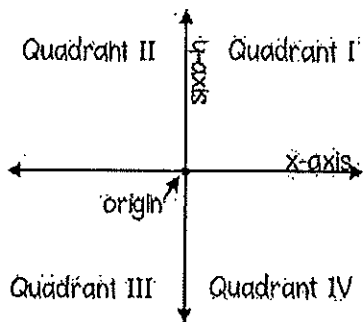 Quadrant II
y-axis
Quadrant I
x-axis
origin
Quadrant III
Quadrant IV